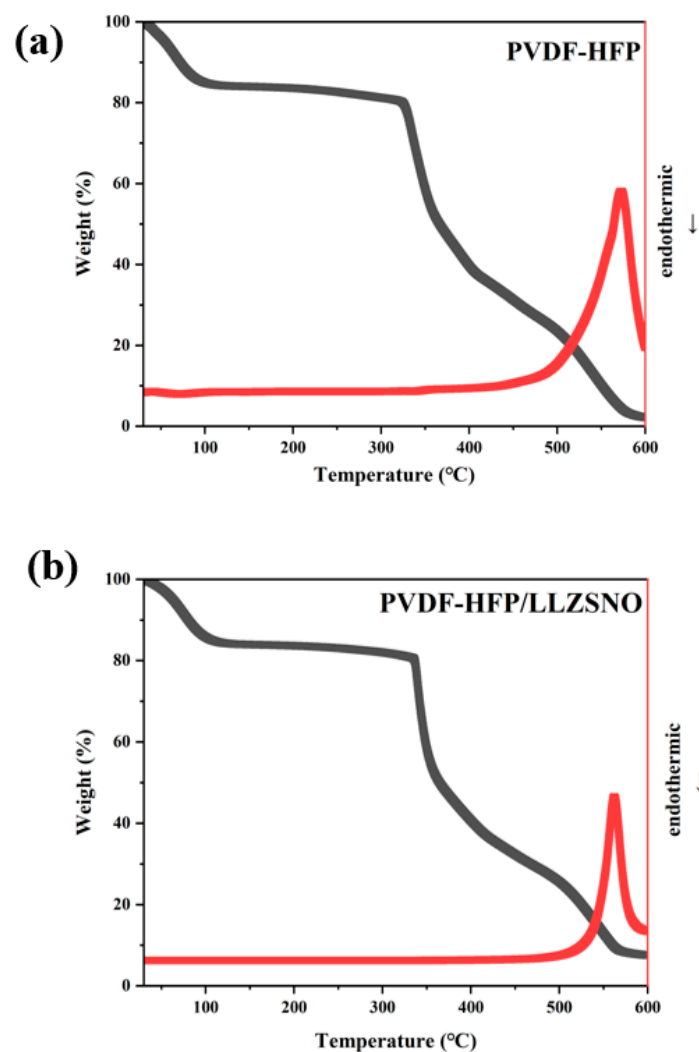 (a)
PVDF-HFP
100
80
60
40
20
0
Weight (%)
100 200 300 400 500 600
Temperature (°C)
endothermic
↓
(b)
PVDF-HFP/LLZSNO
100
80
60
40
20
0
Weight (%)
100 200 300 400 500 600
Temperature (°C)
endothermic